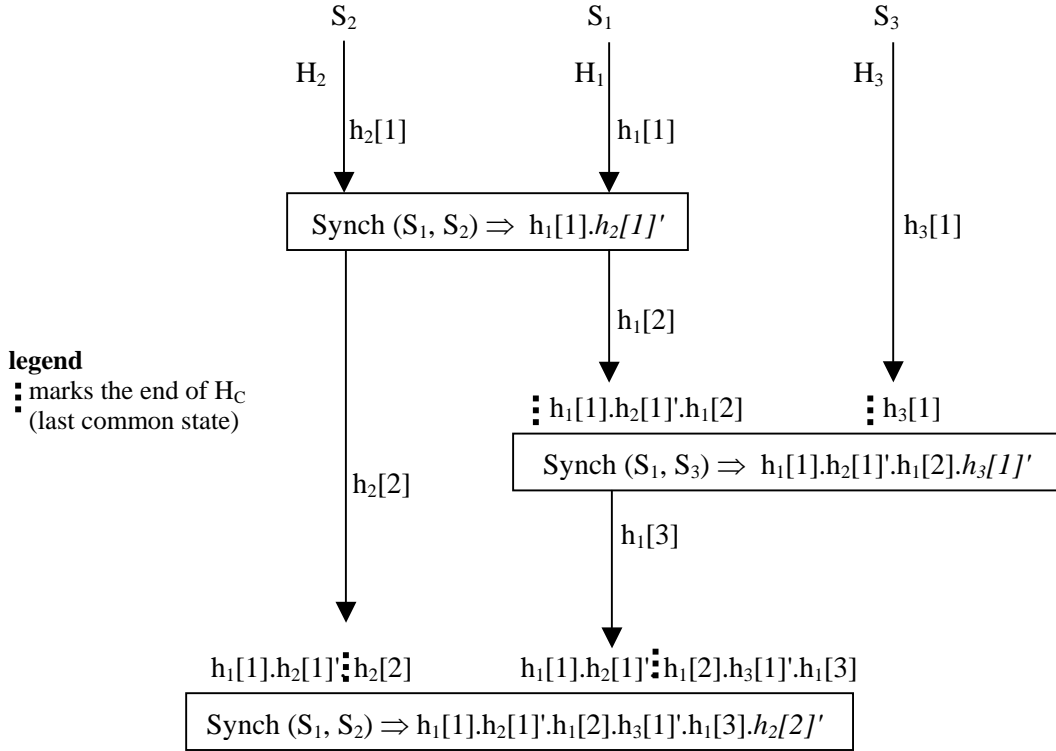 S₂ S₁ S₃
H₂ H₁ H₃
h₂[1] h₁[1]
Synch (S₁, S₂) ⇒ h₁[1].h₂[1]'
h₃[1]
h₁[2]
legend
⋮ marks the end of H_C
(last common state)
⋮ h₁[1].h₂[1]'.h₁[2] ⋮ h₃[1]
Synch (S₁, S₃) ⇒ h₁[1].h₂[1]'.h₁[2].h₃[1]'
h₂[2]
h₁[3]
h₁[1].h₂[1]'.⋮h₂[2] h₁[1].h₂[1]'.⋮h₁[2].h₃[1]'.h₁[3]
Synch (S₁, S₂) ⇒ h₁[1].h₂[1]'.h₁[2].h₃[1]'.h₁[3].h₂[2]'